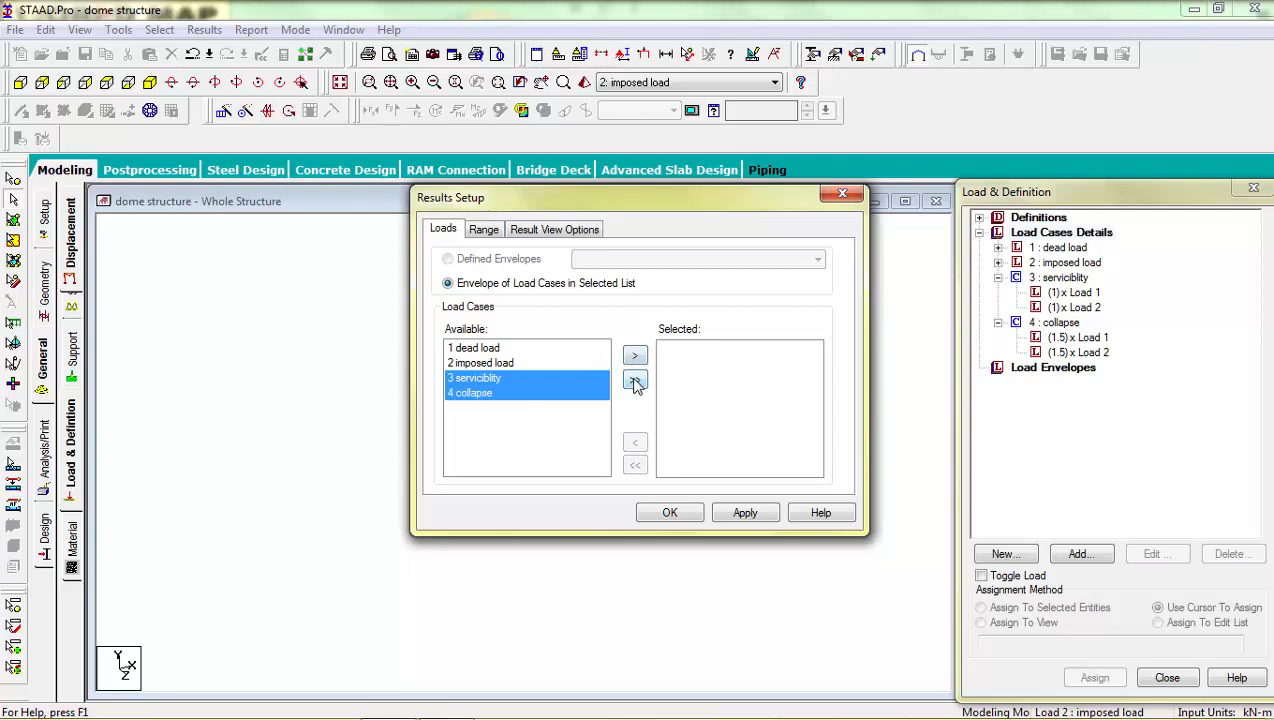 STAAD.Pro - dome structure
File Edit View Tools Select Results Report Mode Window Help
2: imposed load
Modeling Postprocessing Steel Design Concrete Design RAM Connection Bridge Deck Advanced Slab Design Piping
Setup
Geometry
General
Analysis/Print
Design
Displacement
Support
Load & Definition
Material
dome structure - Whole Structure
Y
X
Z
Results Setup
Loads Range Result View Options
Defined Envelopes
Envelope of Load Cases in Selected List
Load Cases
Available: Selected:
1 dead load
2 imposed load
3 serviciblity
4 collapse
>
>>
<
<<
OK Apply Help
Load & Definition
Definitions
Load Cases Details
1 : dead load
2 : imposed load
3 : serviciblity
(1) x Load 1
(1) x Load 2
4 : collapse
(1.5) x Load 1
(1.5) x Load 2
Load Envelopes
New... Add... Edit ... Delete...
Toggle Load
Assignment Method
Assign To Selected Entities Use Cursor To Assign
Assign To View Assign To Edit List
Assign Close Help
For Help, press F1 Modeling Mo Load 2 : imposed load Input Units: kN-m